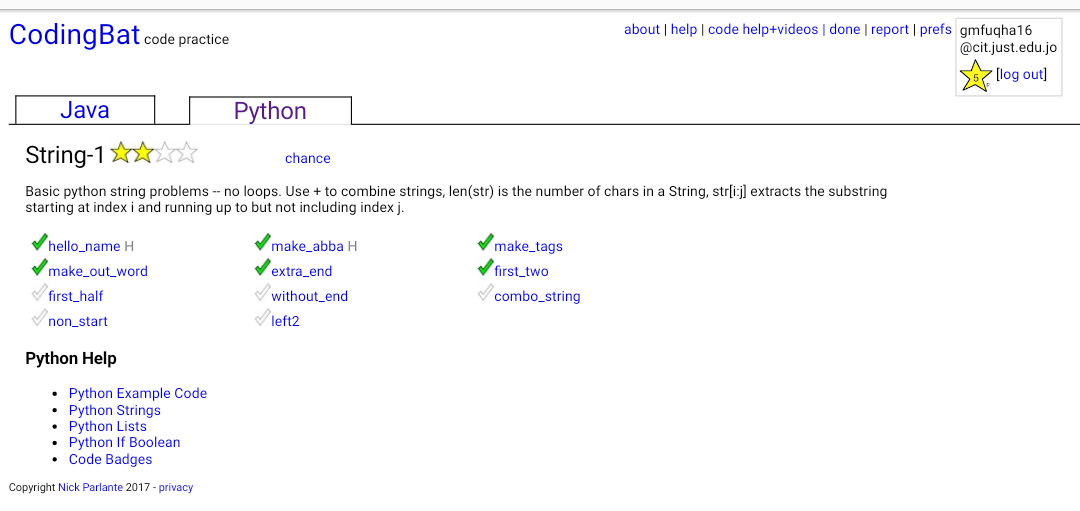 CodingBat code practice
about | help | code help+videos | done | report | prefs
gmfuqha16
@cit.just.edu.jo
5 [log out]
Java
Python
String-1
chance
Basic python string problems -- no loops. Use + to combine strings, len(str) is the number of chars in a String, str[i:j] extracts the substring
starting at index i and running up to but not including index j.
hello_name H make_abba H make_tags
make_out_word extra_end first_two
first_half without_end combo_string
non_start left2
Python Help
Python Example Code
Python Strings
Python Lists
Python If Boolean
Code Badges
Copyright Nick Parlante 2017 - privacy